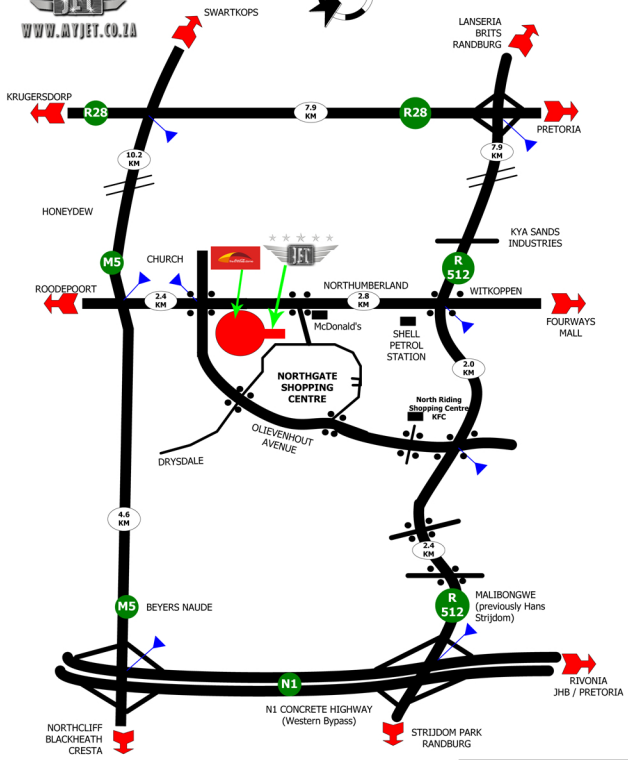 SWARTKOPS
JET
WWW.MYJET.CO.ZA
LANSERIA
BRITS
RANDBURG
KRUGERSDORP
R28
7.9
KM
R28
PRETORIA
10.2
KM
7.9
KM
HONEYDEW
KYA SANDS
INDUSTRIES
M5
CHURCH
JET
R
512
ROODEPOORT
2.4
KM
NORTHUMBERLAND
2.8
KM
WITKOPPEN
McDonald's
SHELL
PETROL
STATION
FOURWAYS
MALL
NORTHGATE
SHOPPING
CENTRE
2.0
KM
North Riding
Shopping Centre
KFC
OLIEVENHOUT
AVENUE
DRYSDALE
4.6
KM
2.4
KM
M5
BEYERS NAUDE
R
512
MALIBONGWE
(previously Hans
Strijdom)
N1
RIVONIA
JHB / PRETORIA
N1 CONCRETE HIGHWAY
(Western Bypass)
NORTHCLIFF
BLACKHEATH
CRESTA
STRIJDOM PARK
RANDBURG